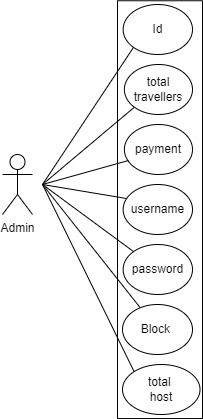 Id
total
travellers
payment
Admin
username
password
Block
total
host